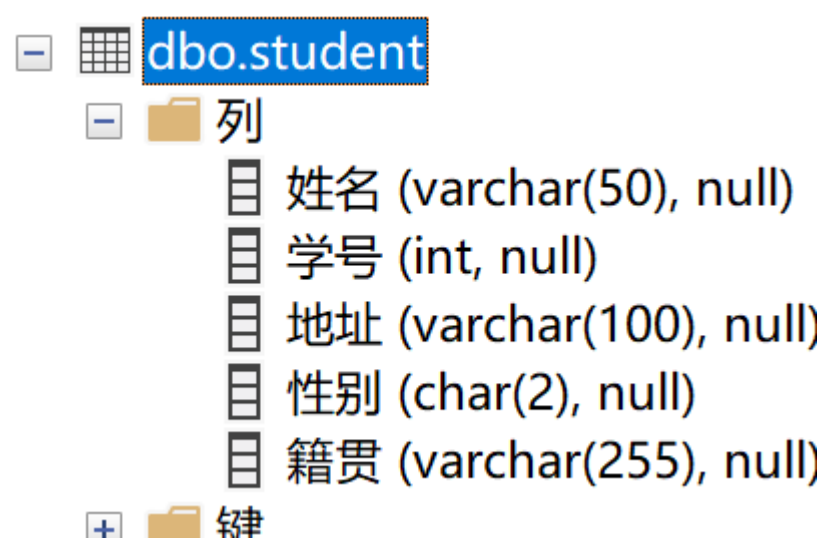 dbo.student
列
姓名 (varchar(50), null)
学号 (int, null)
地址 (varchar(100), null)
性别 (char(2), null)
籍贯 (varchar(255), null)
键